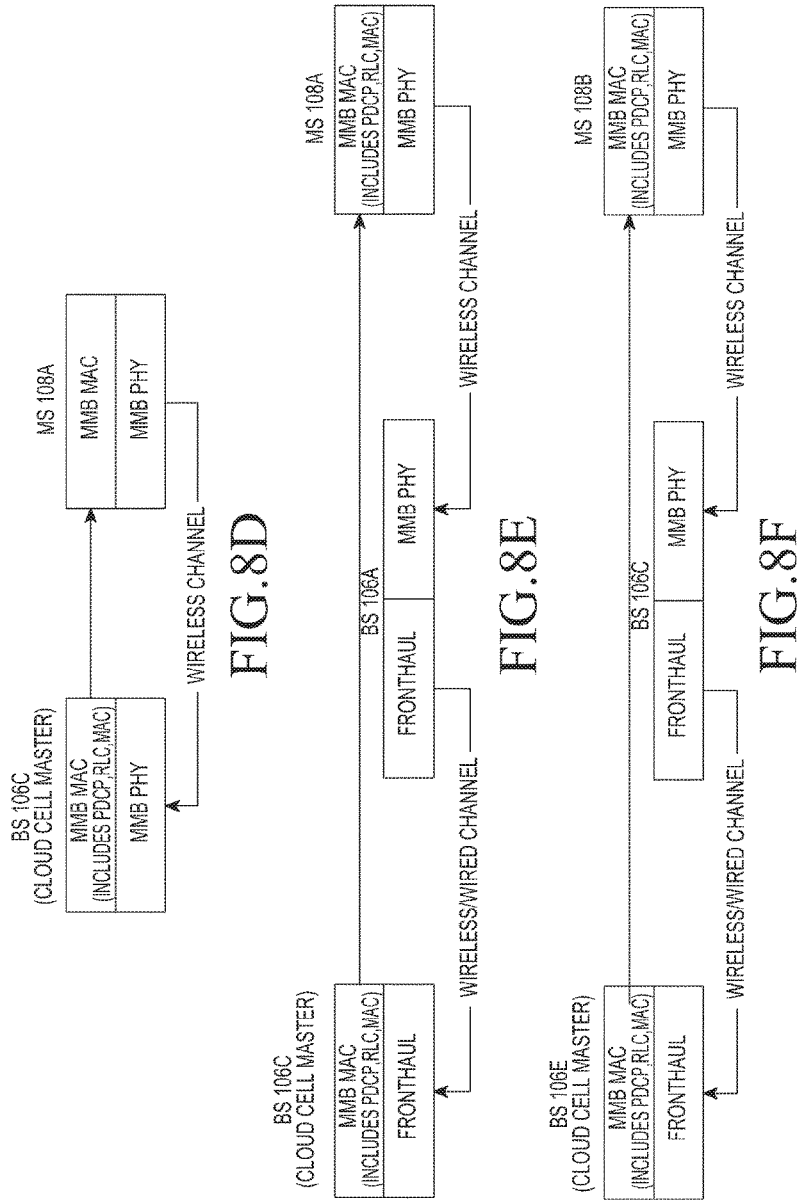 BS 106C
(CLOUD CELL MASTER)
MMB MAC
(INCLUDES PDCP,RLC,MAC)
MMB PHY
MS 108A
MMB MAC
MMB PHY
WIRELESS CHANNEL
FIG.8D
BS 106C
(CLOUD CELL MASTER)
MMB MAC
(INCLUDES PDCP,RLC,MAC)
FRONTHAUL
BS 106A
FRONTHAUL
MMB PHY
MS 108A
MMB MAC
(INCLUDES PDCP,RLC,MAC)
MMB PHY
WIRELESS/WIRED CHANNEL
WIRELESS CHANNEL
FIG.8E
BS 106E
(CLOUD CELL MASTER)
MMB MAC
(INCLUDES PDCP,RLC,MAC)
FRONTHAUL
BS 106C
FRONTHAUL
MMB PHY
MS 108B
MMB MAC
(INCLUDES PDCP,RLC,MAC)
MMB PHY
WIRELESS/WIRED CHANNEL
WIRELESS CHANNEL
FIG.8F